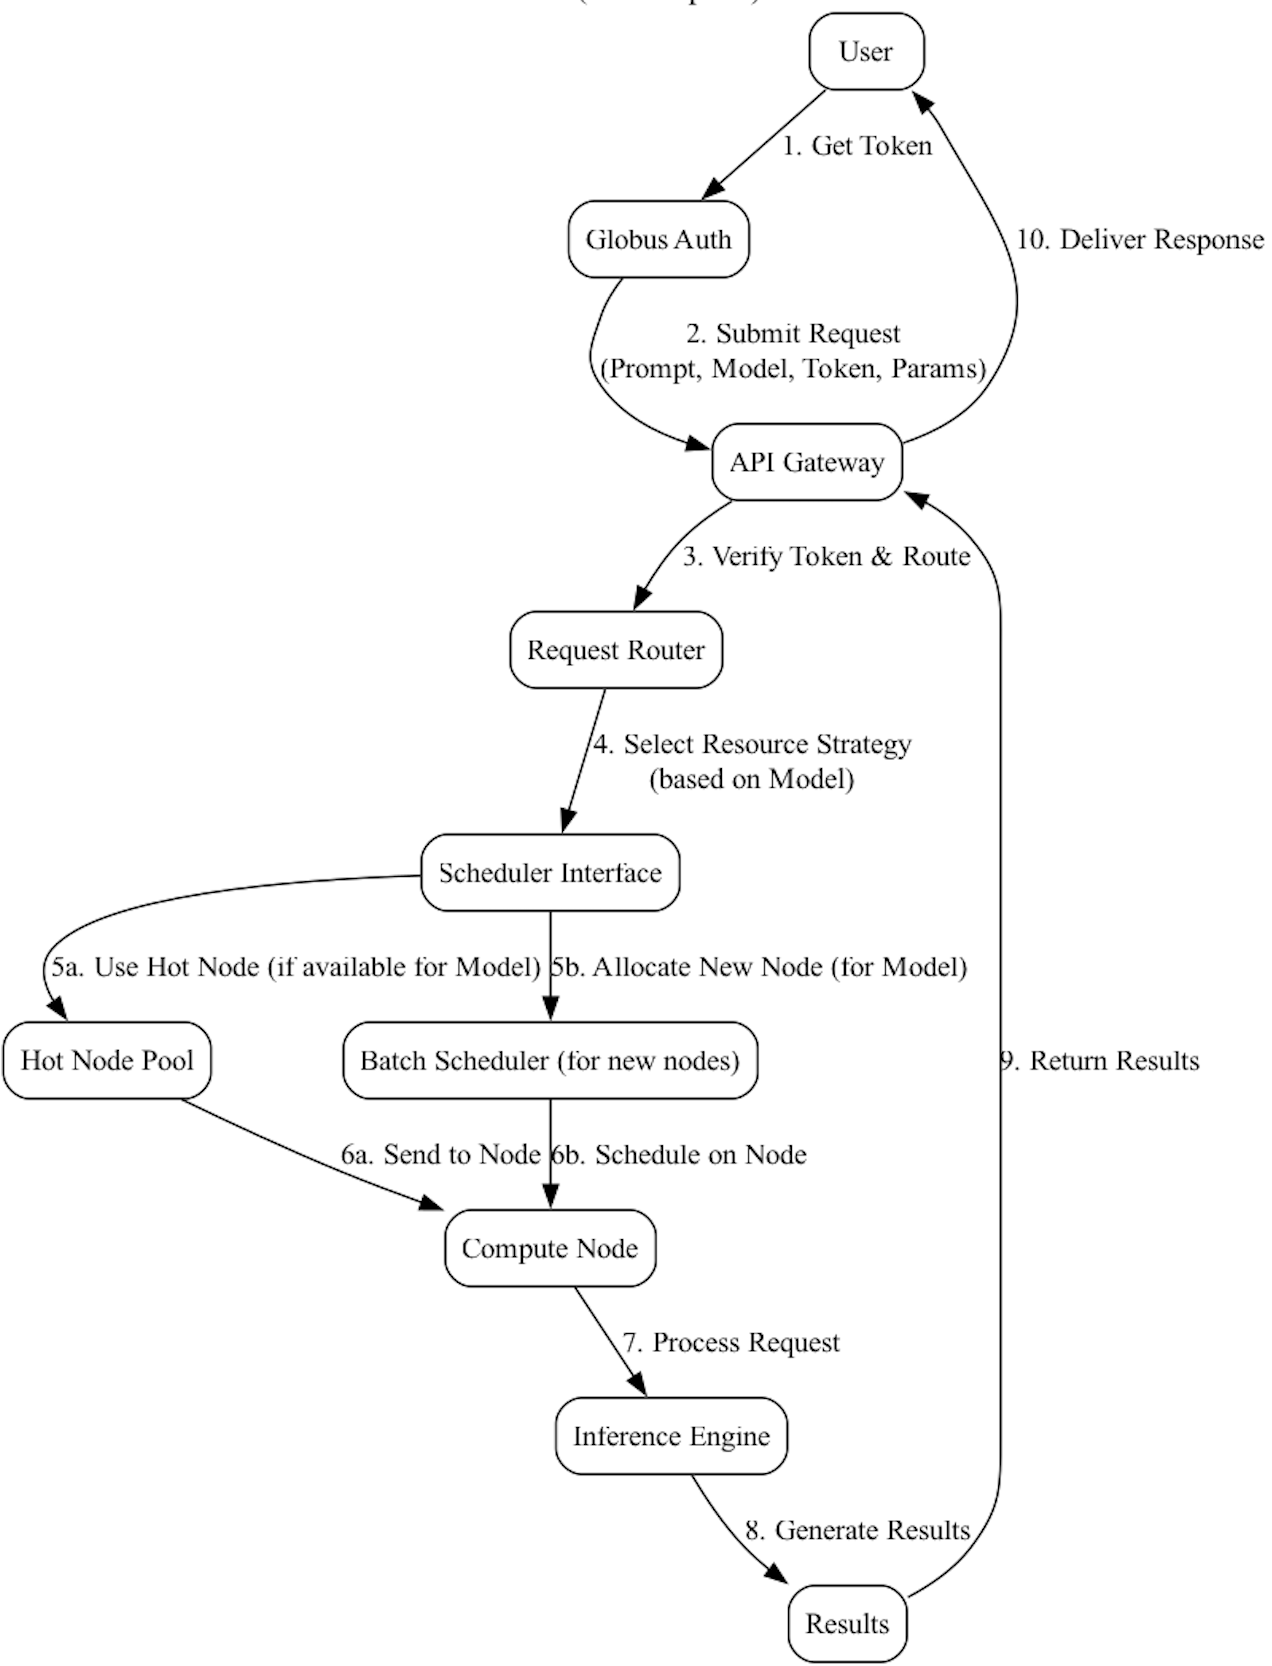 User
1. Get Token
Globus Auth
10. Deliver Response
2. Submit Request
(Prompt, Model, Token, Params)
API Gateway
3. Verify Token & Route
Request Router
4. Select Resource Strategy
(based on Model)
Scheduler Interface
5a. Use Hot Node (if available for Model)
5b. Allocate New Node (for Model)
Hot Node Pool
Batch Scheduler (for new nodes)
9. Return Results
6a. Send to Node
6b. Schedule on Node
Compute Node
7. Process Request
Inference Engine
8. Generate Results
Results